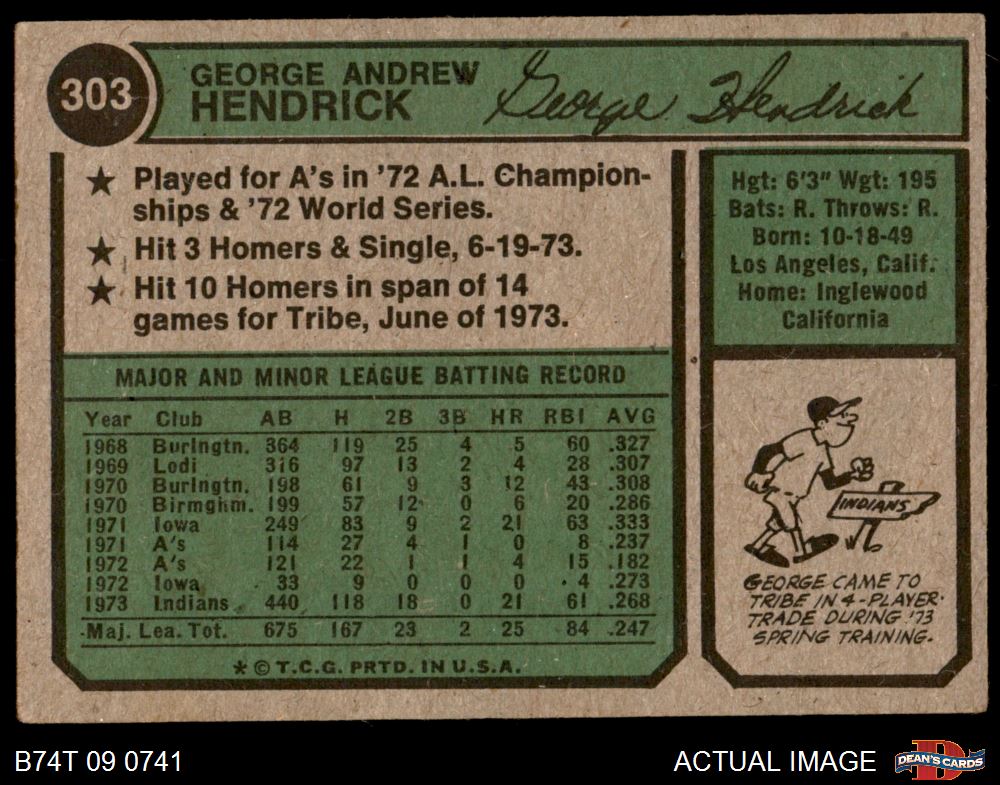 303
GEORGE ANDREW
HENDRICK
George Hendrick
★ Played for A's in '72 A.L. Champion-
ships & '72 World Series.
★ Hit 3 Homers & Single, 6-19-73.
★ Hit 10 Homers in span of 14
games for Tribe, June of 1973.
Hgt: 6'3" Wgt: 195
Bats: R. Throws: R.
Born: 10-18-49
Los Angeles, Calif.
Home: Inglewood
California
MAJOR AND MINOR LEAGUE BATTING RECORD
Year Club AB H 2B 3B HR RBI AVG
1968 Burlngtn. 364 119 25 4 5 60 .327
1969 Lodi 316 97 13 2 4 28 .307
1970 Burlngtn. 198 61 9 3 12 43 .308
1970 Birmghm. 199 57 12 0 6 20 .286
1971 Iowa 249 83 9 2 21 63 .333
1971 A's 114 27 4 1 0 8 .237
1972 A's 121 22 1 1 4 15 .182
1972 Iowa 33 9 0 0 0 4 .273
1973 Indians 440 118 18 0 21 61 .268
Maj. Lea. Tot. 675 167 23 2 25 84 .247
* © T.C.G. PRTD. IN U.S.A.
INDIANS
GEORGE CAME TO
TRIBE IN 4-PLAYER
TRADE DURING '73
SPRING TRAINING.
B74T 09 0741
ACTUAL IMAGE
D
DEAN'S CARDS